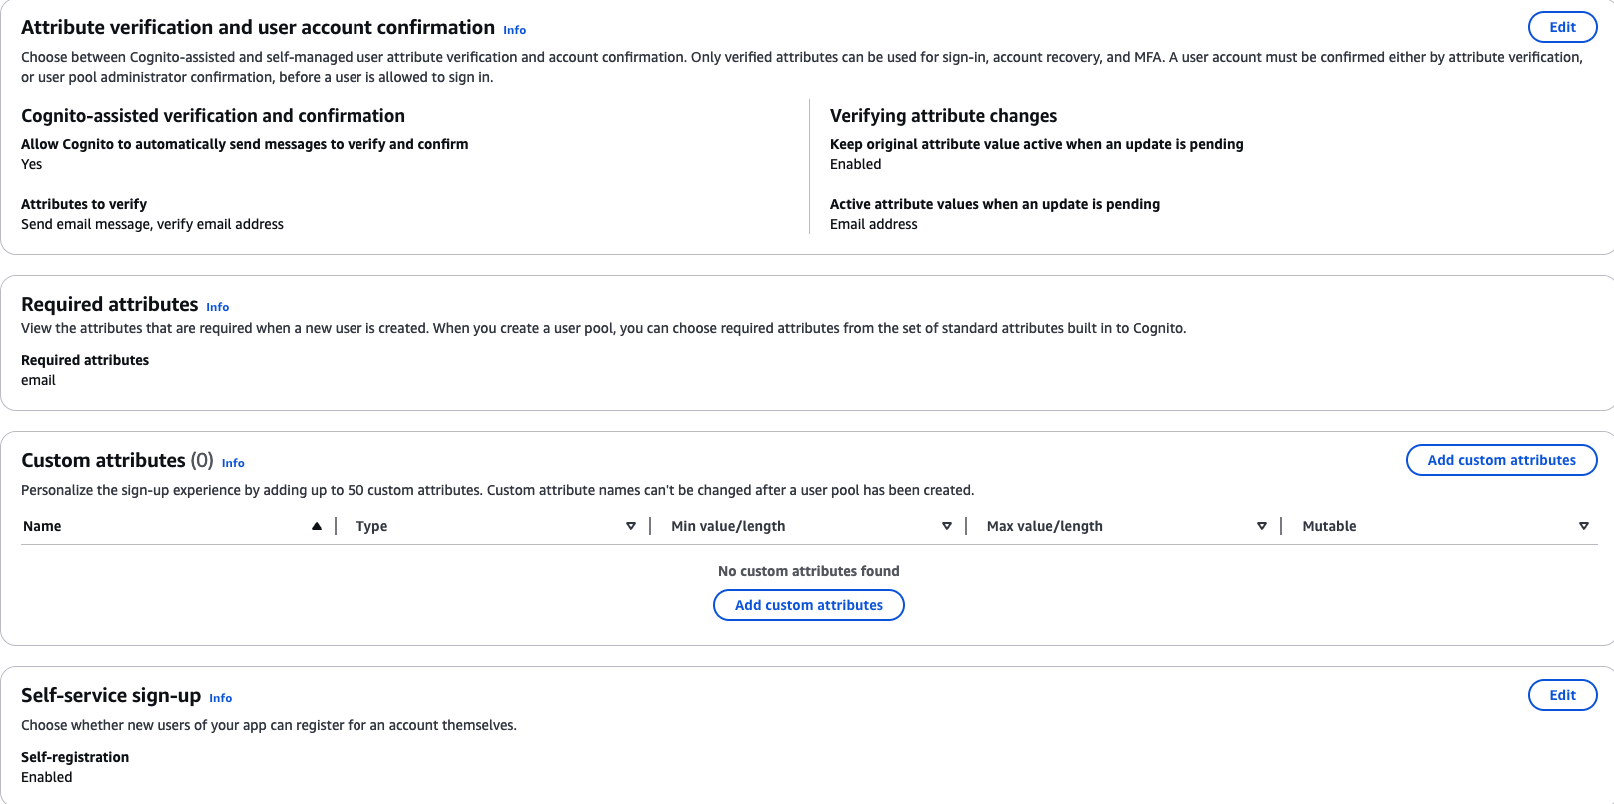 Attribute verification and user account confirmation Info
Edit
Choose between Cognito-assisted and self-managed user attribute verification and account confirmation. Only verified attributes can be used for sign-in, account recovery, and MFA. A user account must be confirmed either by attribute verification,
or user pool administrator confirmation, before a user is allowed to sign in.
Cognito-assisted verification and confirmation
Allow Cognito to automatically send messages to verify and confirm
Yes
Attributes to verify
Send email message, verify email address
Verifying attribute changes
Keep original attribute value active when an update is pending
Enabled
Active attribute values when an update is pending
Email address
Required attributes Info
View the attributes that are required when a new user is created. When you create a user pool, you can choose required attributes from the set of standard attributes built in to Cognito.
Required attributes
email
Custom attributes (0) Info
Add custom attributes
Personalize the sign-up experience by adding up to 50 custom attributes. Custom attribute names can't be changed after a user pool has been created.
Name Type Min value/length Max value/length Mutable
No custom attributes found
Add custom attributes
Self-service sign-up Info
Edit
Choose whether new users of your app can register for an account themselves.
Self-registration
Enabled